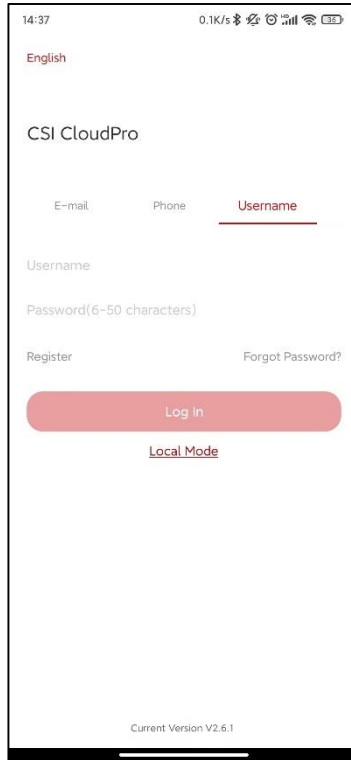 14:37 0.1K/s 36
English
CSI CloudPro
E-mail Phone Username
Username
Password(6-50 characters)
Register Forgot Password?
Log In
Local Mode
Current Version V2.6.1